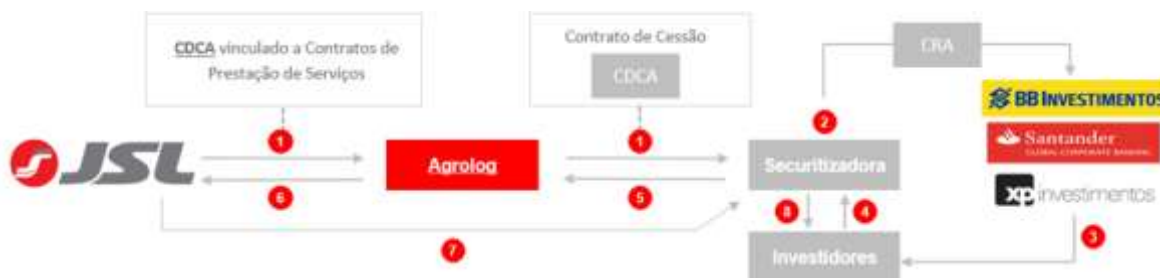 CDCA vinculado a Contratos de
Prestação de Serviços
Contrato de Cessão
CDCA
CRA
BB INVESTIMENTOS
Santander
GLOBAL CORPORATE BANKING
xp investimentos
JSL
1
Agrolog
1
Securitizadora
2
6
5
8
4
3
7
Investidores